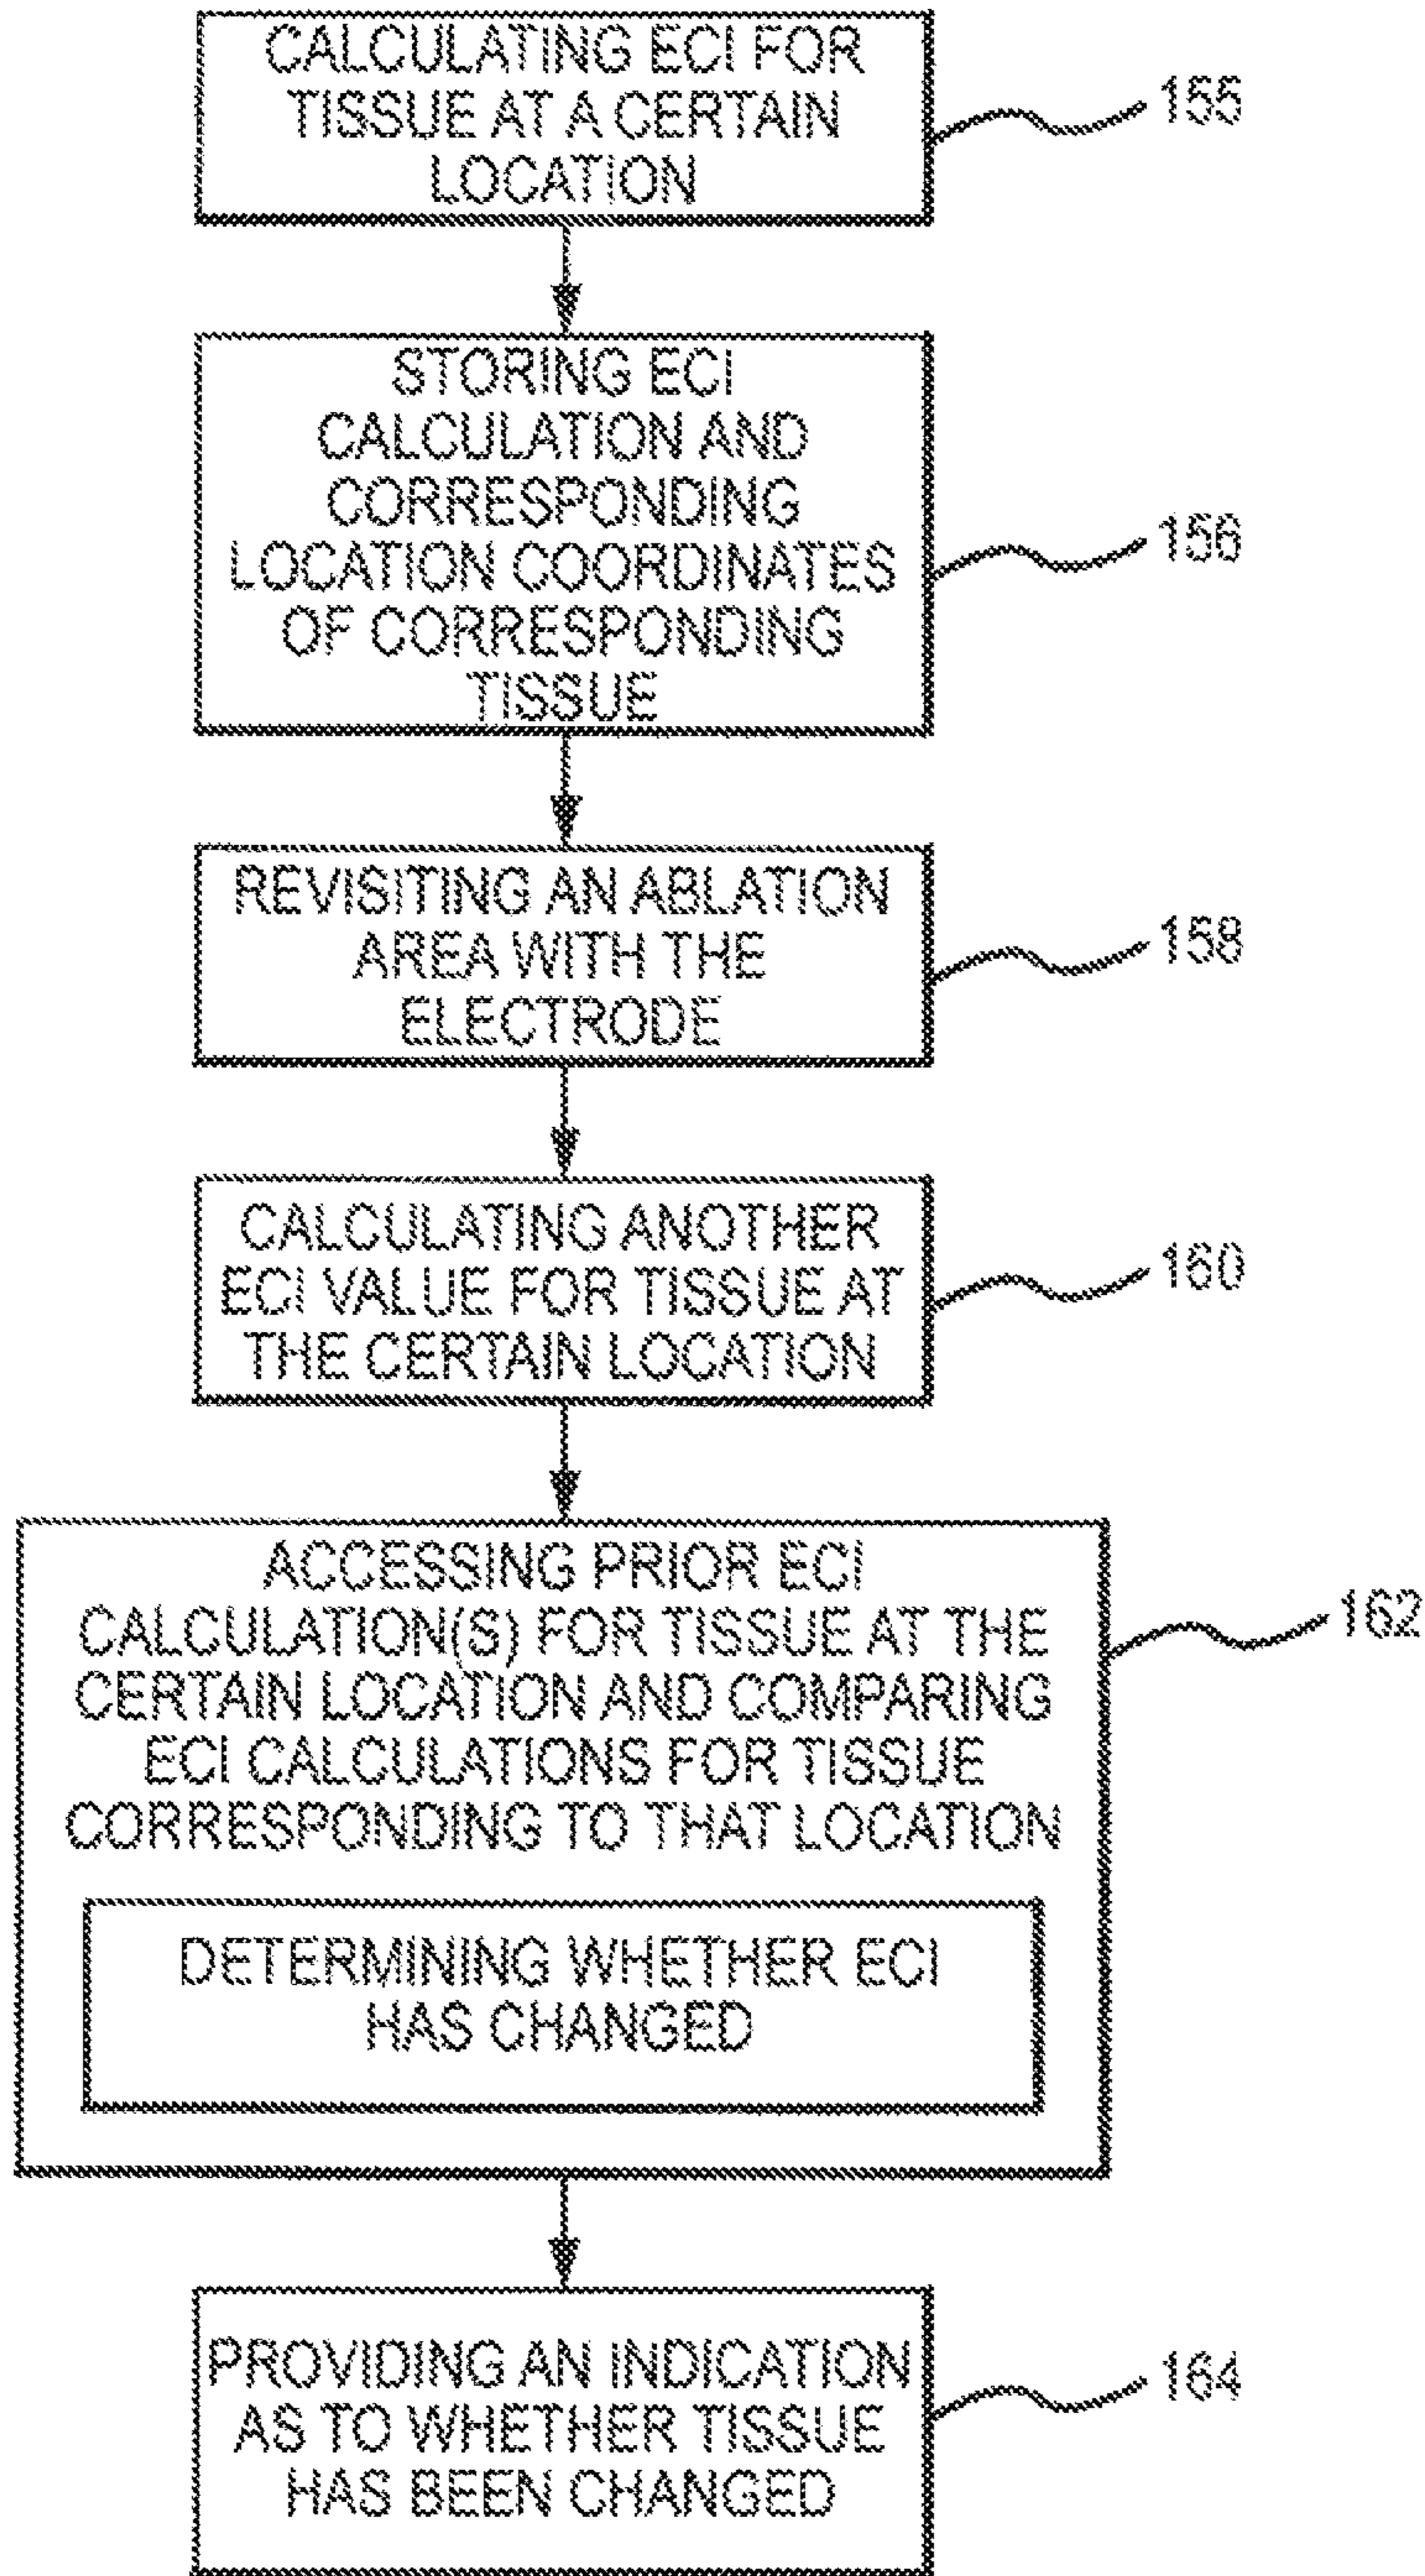 CALCULATING ECI FOR
TISSUE AT A CERTAIN
LOCATION
155
STORING ECI
CALCULATION AND
CORRESPONDING
LOCATION COORDINATES
OF CORRESPONDING
TISSUE
156
REVISITING AN ABLATION
AREA WITH THE
ELECTRODE
158
CALCULATING ANOTHER
ECI VALUE FOR TISSUE AT
THE CERTAIN LOCATION
160
ACCESSING PRIOR ECI
CALCULATION(S) FOR TISSUE AT THE
CERTAIN LOCATION AND COMPARING
ECI CALCULATIONS FOR TISSUE
CORRESPONDING TO THAT LOCATION
162
DETERMINING WHETHER ECI
HAS CHANGED
PROVIDING AN INDICATION
AS TO WHETHER TISSUE
HAS BEEN CHANGED
164